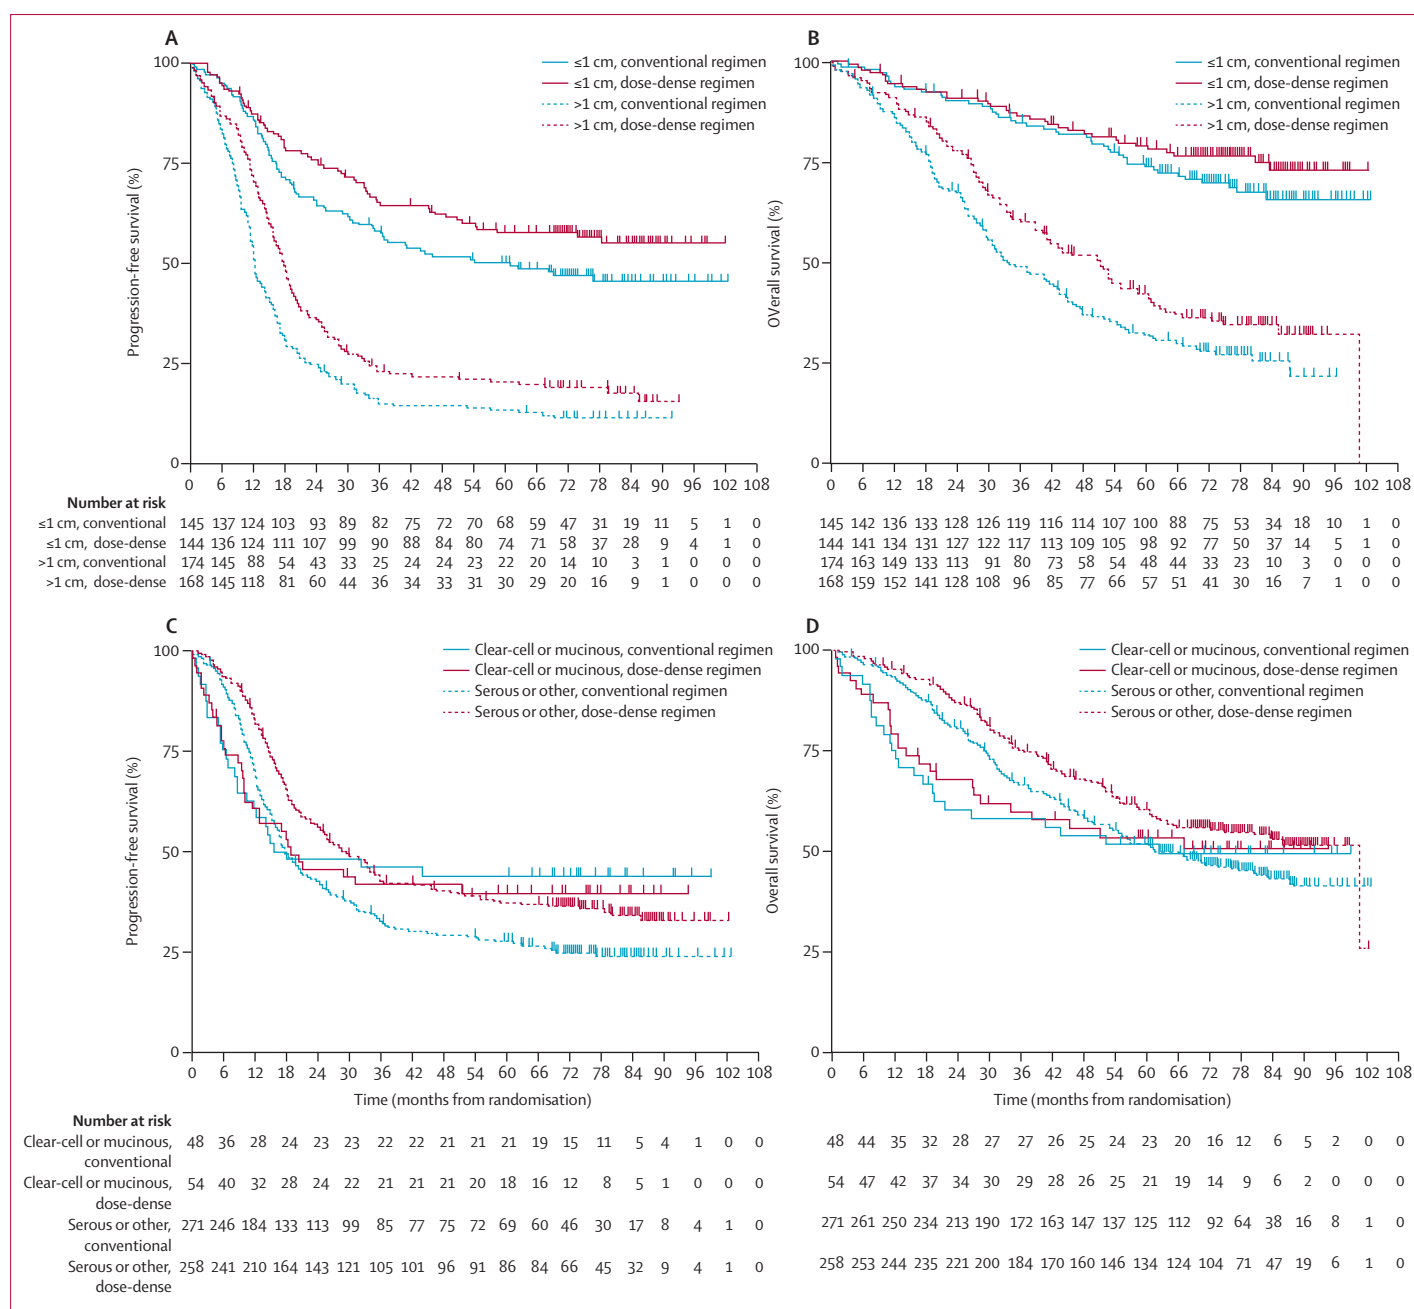 A
B
100
75
50
25
0
Progression-free survival (%)
≤1 cm, conventional regimen
≤1 cm, dose-dense regimen
>1 cm, conventional regimen
>1 cm, dose-dense regimen
0 6 12 18 24 30 36 42 48 54 60 66 72 78 84 90 96 102 108
100
75
50
25
0
OVerall survival (%)
≤1 cm, conventional regimen
≤1 cm, dose-dense regimen
>1 cm, conventional regimen
>1 cm, dose-dense regimen
0 6 12 18 24 30 36 42 48 54 60 66 72 78 84 90 96 102 108
Number at risk
≤1 cm, conventional 145 137 124 103 93 89 82 75 72 70 68 59 47 31 19 11 5 1 0 145 142 136 133 128 126 119 116 114 107 100 88 75 53 34 18 10 1 0
≤1 cm, dose-dense 144 136 124 111 107 99 90 88 84 80 74 71 58 37 28 9 4 1 0 144 141 134 131 127 122 117 113 109 105 98 92 77 50 37 14 5 1 0
>1 cm, conventional 174 145 88 54 43 33 25 24 24 23 22 20 14 10 3 1 0 0 0 174 163 149 133 113 91 80 73 58 54 48 44 33 23 10 3 0 0 0
>1 cm, dose-dense 168 145 118 81 60 44 36 34 33 31 30 29 20 16 9 1 0 0 0 168 159 152 141 128 108 96 85 77 66 57 51 41 30 16 7 1 0 0
C
D
100
75
50
25
0
Progression-free survival (%)
Clear-cell or mucinous, conventional regimen
Clear-cell or mucinous, dose-dense regimen
Serous or other, conventional regimen
Serous or other, dose-dense regimen
0 6 12 18 24 30 36 42 48 54 60 66 72 78 84 90 96 102 108
Time (months from randomisation)
100
75
50
25
0
Overall survival (%)
Clear-cell or mucinous, conventional regimen
Clear-cell or mucinous, dose-dense regimen
Serous or other, conventional regimen
Serous or other, dose-dense regimen
0 6 12 18 24 30 36 42 48 54 60 66 72 78 84 90 96 102 108
Time (months from randomisation)
Number at risk
Clear-cell or mucinous, 48 36 28 24 23 23 22 22 21 21 21 19 15 11 5 4 1 0 0 48 44 35 32 28 27 27 26 25 24 23 20 16 12 6 5 2 0 0
conventional
Clear-cell or mucinous, 54 40 32 28 24 22 21 21 21 20 18 16 12 8 5 1 0 0 0 54 47 42 37 34 30 29 28 26 25 21 19 14 9 6 2 0 0 0
dose-dense
Serous or other, 271 246 184 133 113 99 85 77 75 72 69 60 46 30 17 8 4 1 0 271 261 250 234 213 190 172 163 147 137 125 112 92 64 38 16 8 1 0
conventional
Serous or other, 258 241 210 164 143 121 105 101 96 91 86 84 66 45 32 9 4 1 0 258 253 244 235 221 200 184 170 160 146 134 124 104 71 47 19 6 1 0
dose-dense